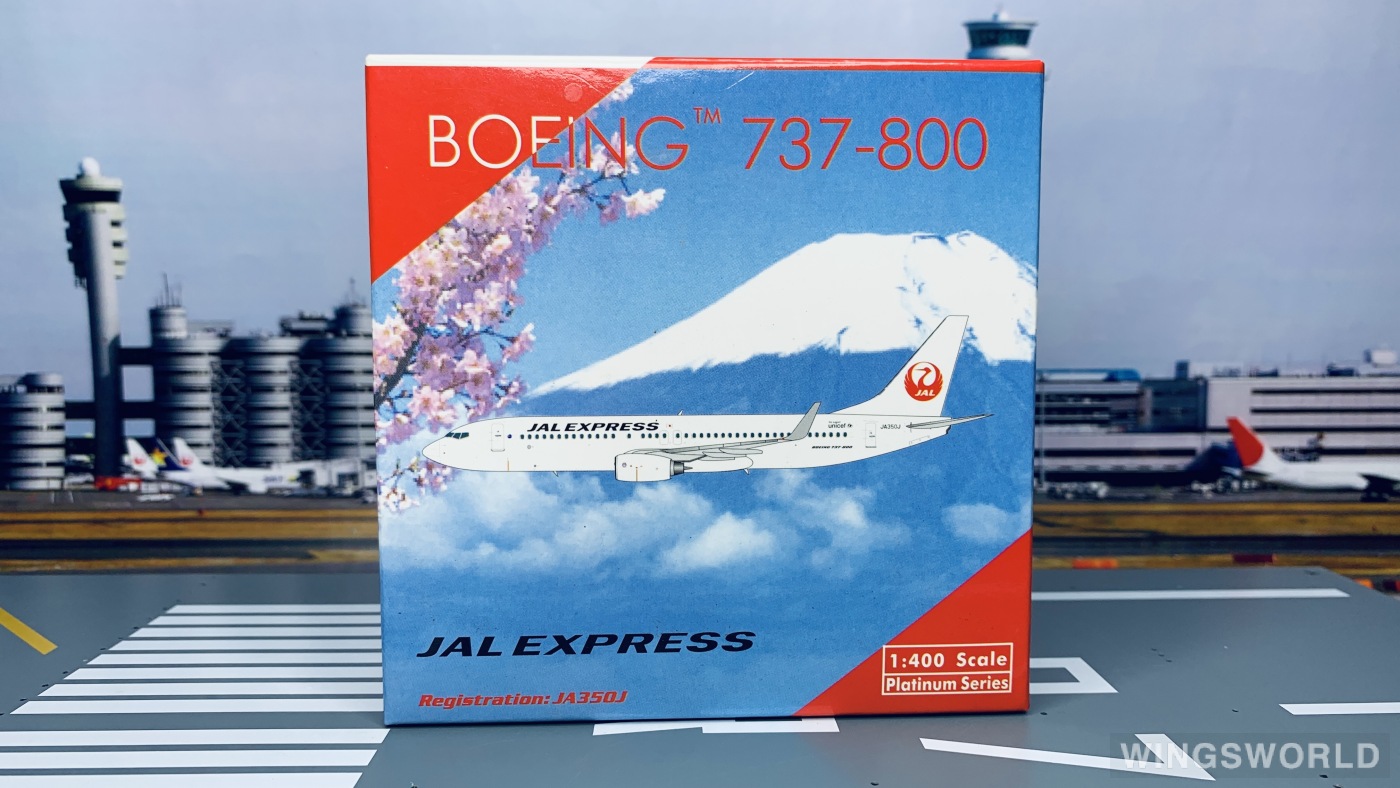 BOEING™ 737-800
JAL
JAL EXPRESS
unicef
JA350J
BOEING 737-800
JAL EXPRESS
Registration: JA350J
1:400 Scale
Platinum Series
WINGSWORLD